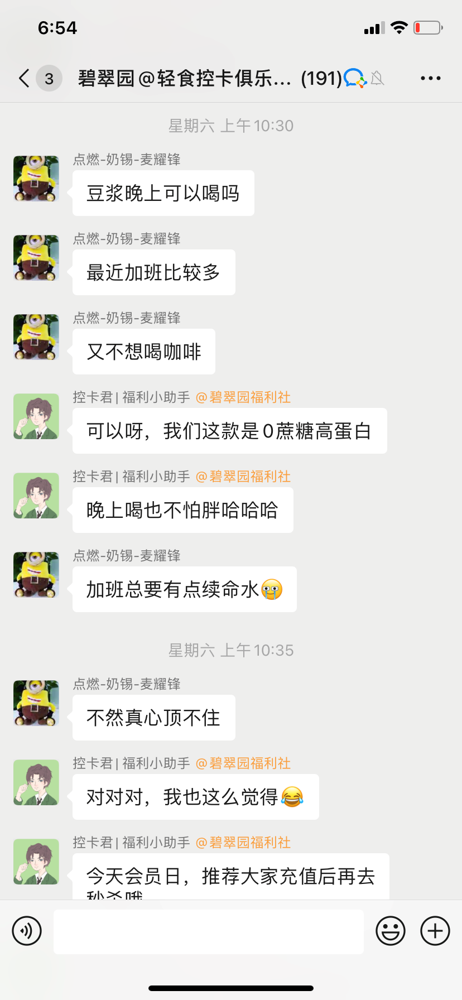 6:54
3 碧翠园@轻食控卡俱乐... (191)
星期六 上午10:30
点燃-奶锡-麦耀锋
豆浆晚上可以喝吗
点燃-奶锡-麦耀锋
最近加班比较多
点燃-奶锡-麦耀锋
又不想喝咖啡
控卡君|福利小助手 @碧翠园福利社
可以呀，我们这款是0蔗糖高蛋白
控卡君|福利小助手 @碧翠园福利社
晚上喝也不怕胖哈哈哈
点燃-奶锡-麦耀锋
加班总要有点续命水😭
星期六 上午10:35
点燃-奶锡-麦耀锋
不然真心顶不住
控卡君|福利小助手 @碧翠园福利社
对对对，我也这么觉得😂
控卡君|福利小助手 @碧翠园福利社
今天会员日，推荐大家充值后再去
秒杀哦